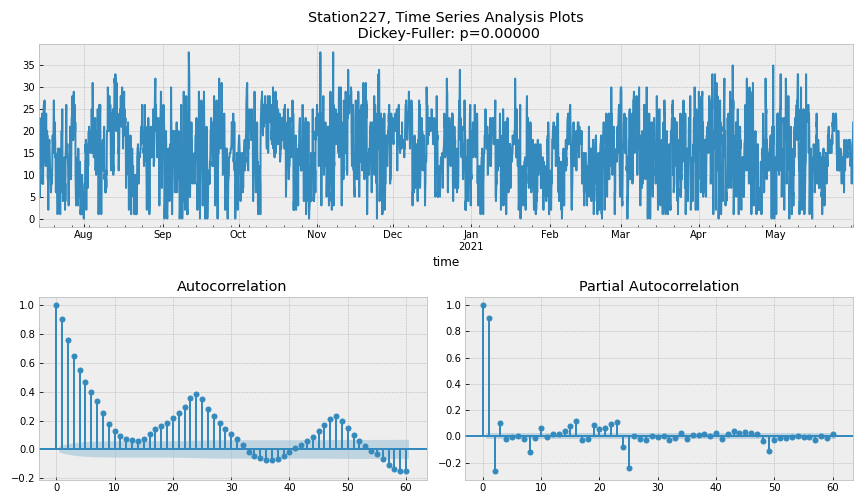 Station227, Time Series Analysis Plots
Dickey-Fuller: p=0.00000
35
30
25
20
15
10
5
0
Aug Sep Oct Nov Dec Jan Feb Mar Apr May
2021
time
Autocorrelation
1.0
0.8
0.6
0.4
0.2
0.0
−0.2
0 10 20 30 40 50 60
Partial Autocorrelation
1.0
0.8
0.6
0.4
0.2
0.0
−0.2
0 10 20 30 40 50 60